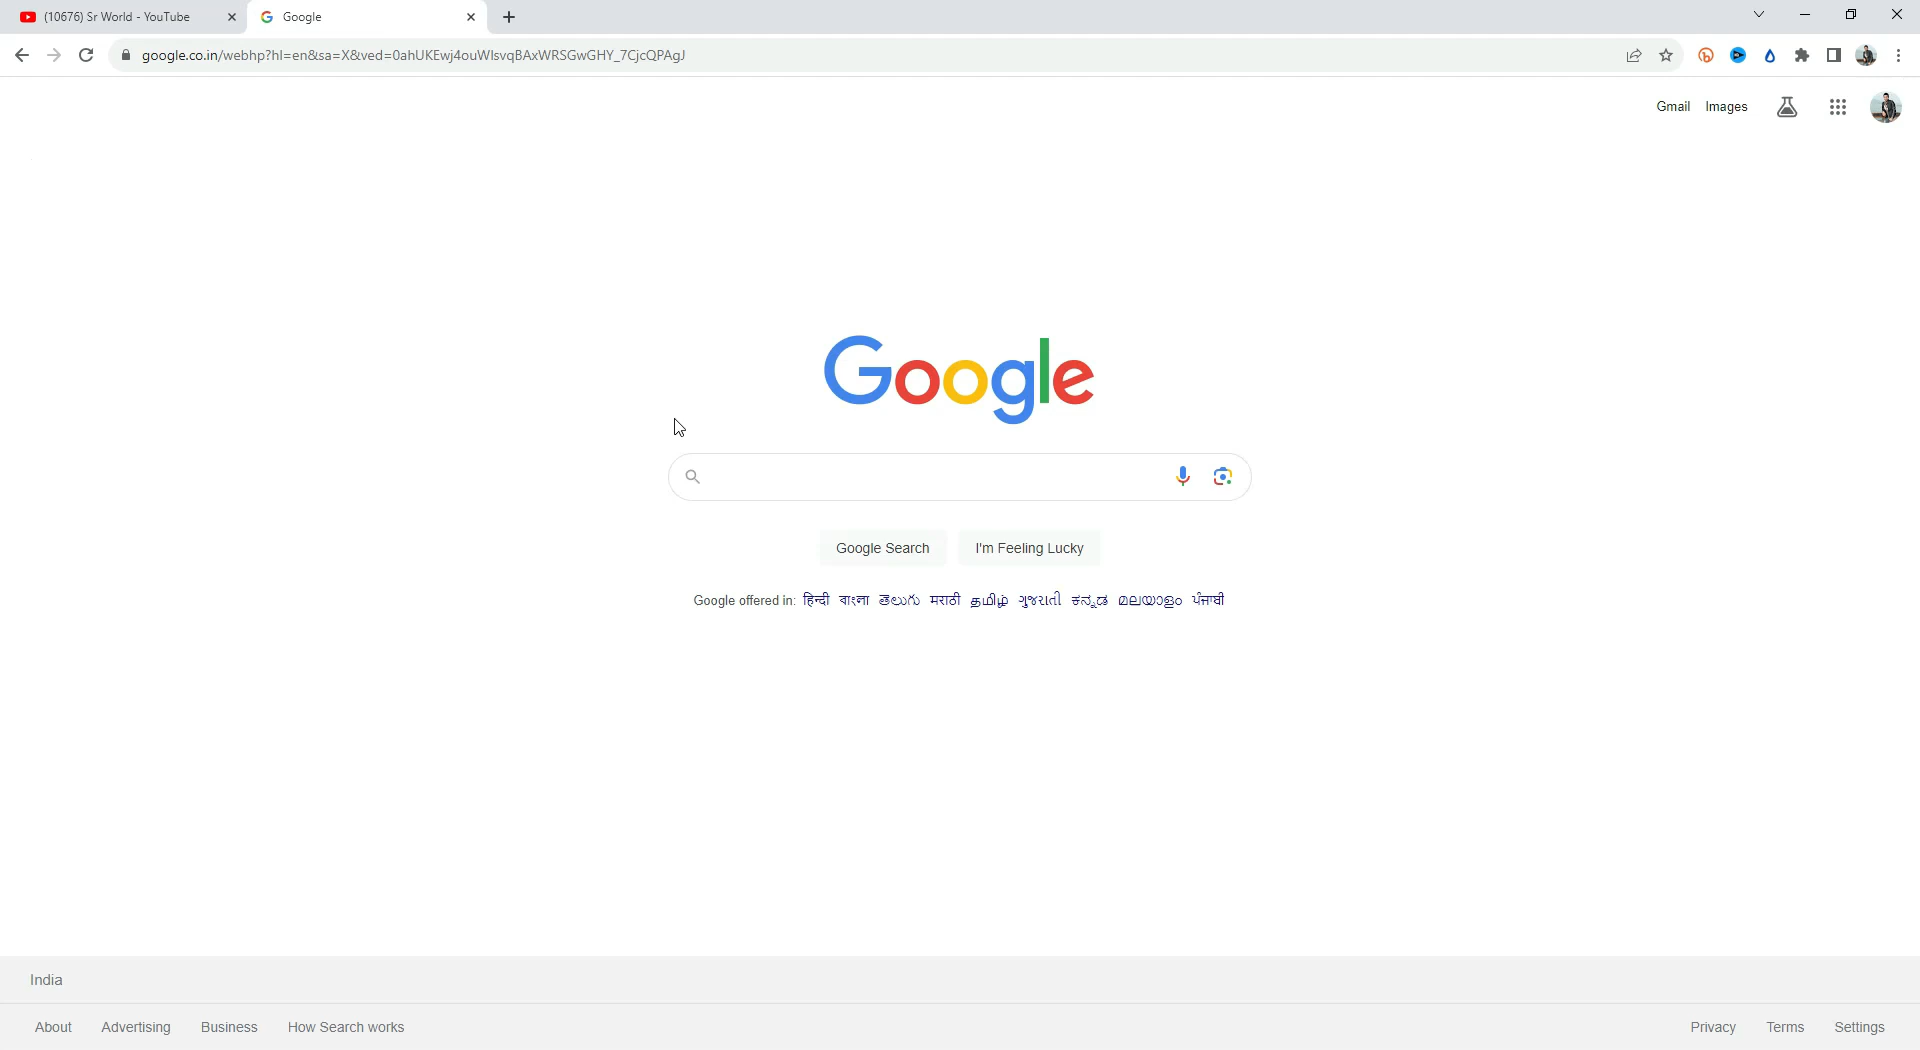 (10676) Sr World - YouTube
Google
google.co.in/webhp?hl=en&sa=X&ved=0ahUKEwj4ouWlsvqBAxWRSGwGHY_7CjcQPAgJ
Gmail Images
Google
Google Search I'm Feeling Lucky
Google offered in: हिन्दी বাংলা తెలుగు मराठी தமிழ் ગુજરાતી ಕನ್ನಡ മലയാളം ਪੰਜਾਬੀ
India
About Advertising Business How Search works Privacy Terms Settings